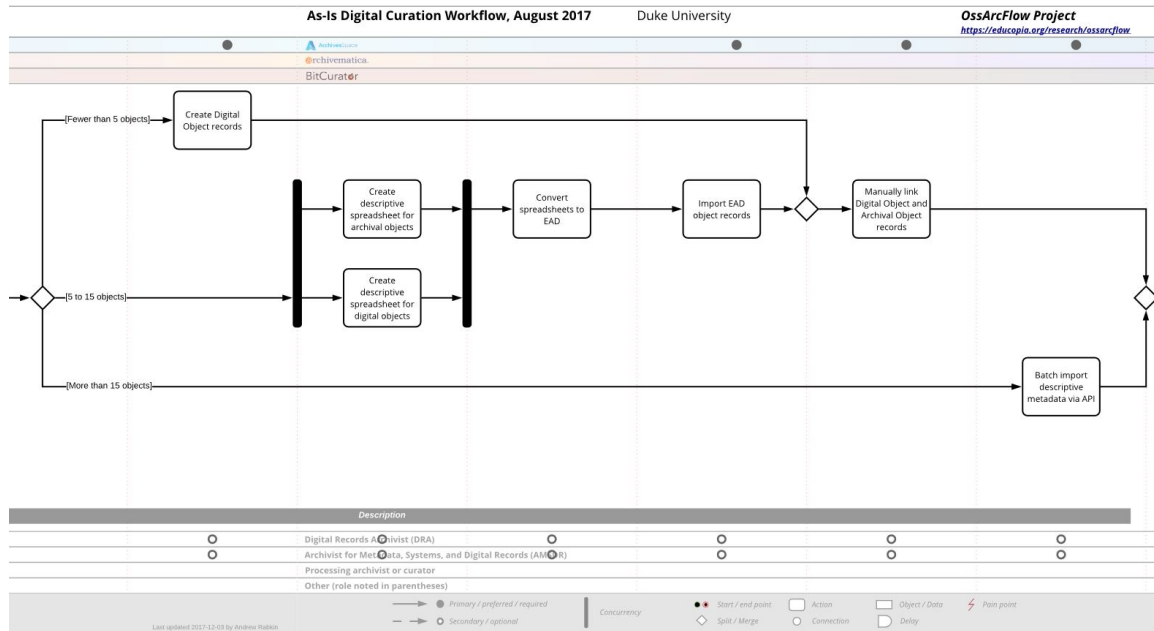 As-Is Digital Curation Workflow, August 2017
Duke University
OssArcFlow Project
https://educopia.org/research/ossarcflow
ArchivesSpace
archivematica.
BitCurator
[Fewer than 5 objects]
Create Digital
Object records
Create
descriptive
spreadsheet for
archival objects
Convert
spreadsheets to
EAD
Import EAD
object records
Manually link
Digital Object and
Archival Object
records
[5 to 15 objects]
Create
descriptive
spreadsheet for
digital objects
[More than 15 objects]
Batch import
descriptive
metadata via API
Description
Digital Records Archivist (DRA)
Archivist for Metadata, Systems, and Digital Records (AMSDR)
Processing archivist or curator
Other (role noted in parentheses)
Primary / preferred / required
Secondary / optional
Concurrency
Start / end point
Action
Object / Data
Pain point
Split / Merge
Connection
Delay
Last updated 2017-12-03 by Andrew Rabkin